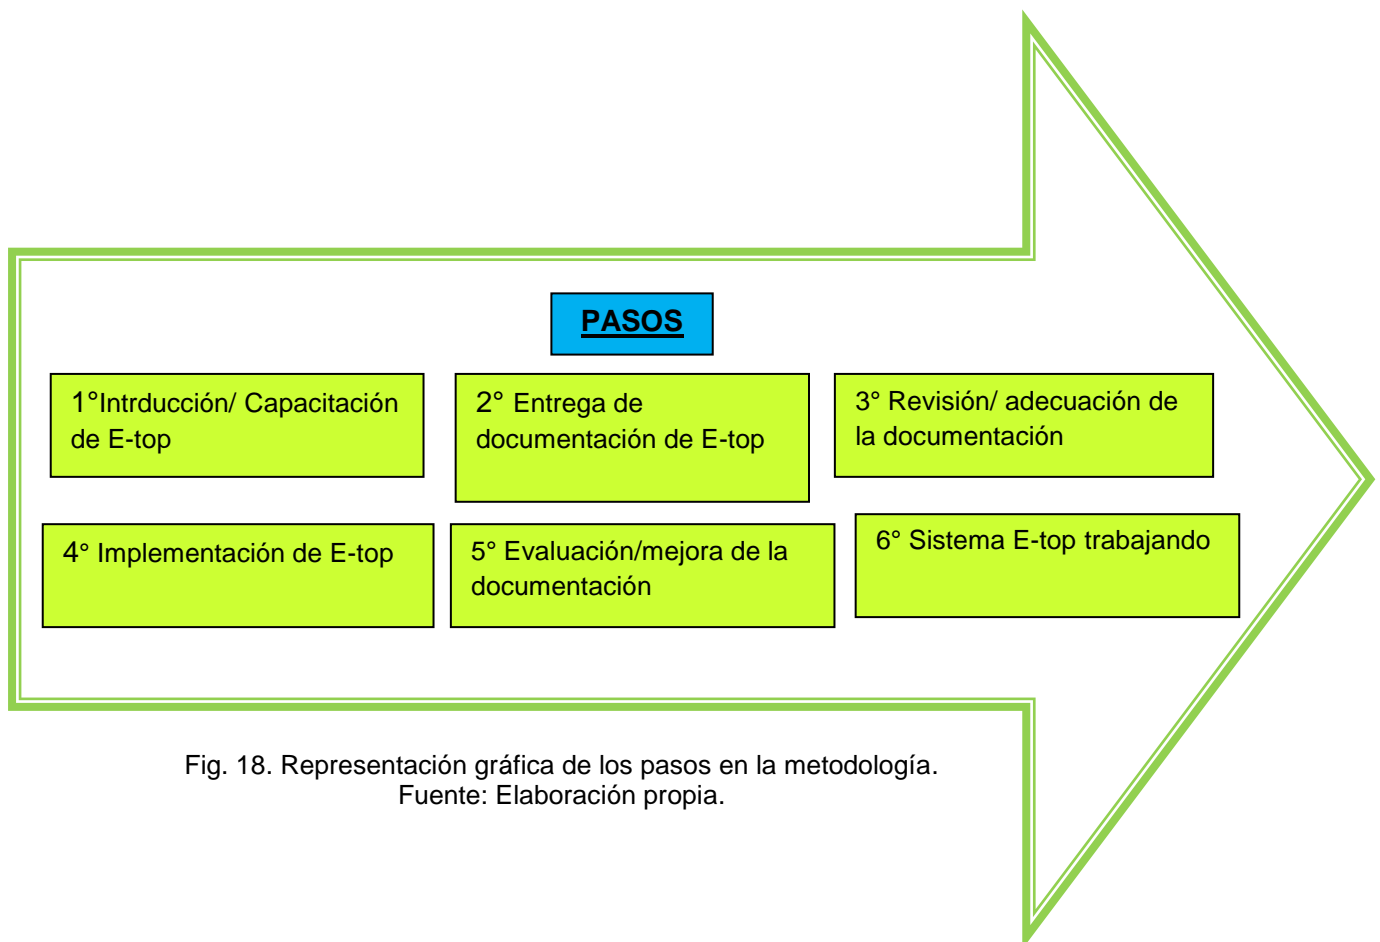 PASOS
1°Intrducción/ Capacitación
de E-top
2° Entrega de
documentación de E-top
3° Revisión/ adecuación de
la documentación
4° Implementación de E-top
5° Evaluación/mejora de la
documentación
6° Sistema E-top trabajando
Fig. 18. Representación gráfica de los pasos en la metodología.
Fuente: Elaboración propia.